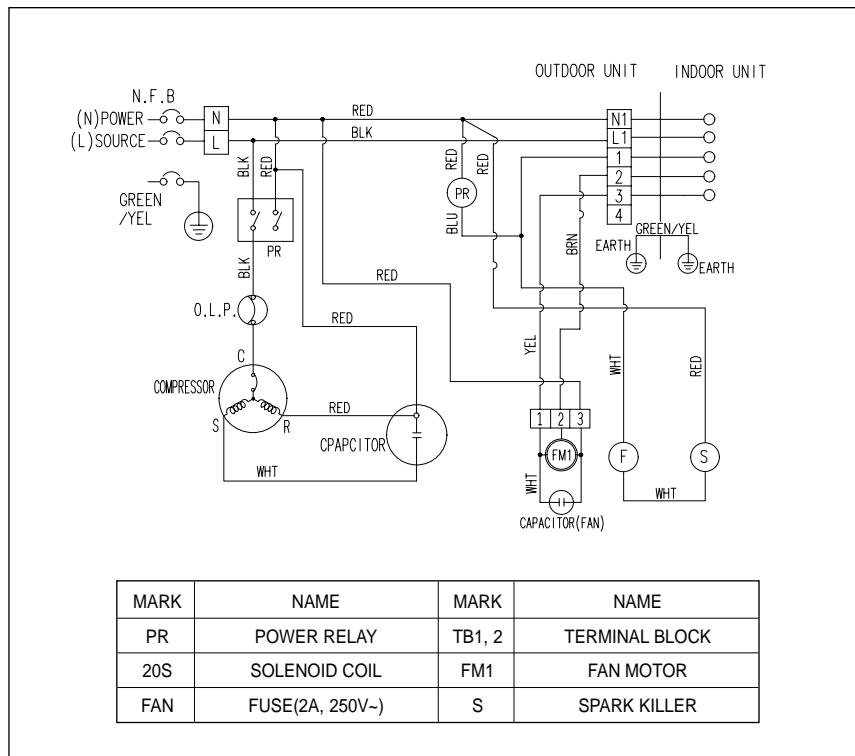 OUTDOOR UNIT INDOOR UNIT
N.F.B
(N)POWER N RED N1
(L)SOURCE L BLK L1
1
2
3
4
GREEN
/YEL
BLK RED
PR
RED RED
PR
BLU
BRN
GREEN/YEL
EARTH EARTH
BLK
RED
O.L.P.
RED
YEL WHT RED
C
COMPRESSOR
S R RED
CPAPCITOR
WHT
1 2 3
FM1
F S
WHT WHT
CAPACITOR(FAN)
MARK NAME MARK NAME
PR POWER RELAY TB1, 2 TERMINAL BLOCK
20S SOLENOID COIL FM1 FAN MOTOR
FAN FUSE(2A, 250V~) S SPARK KILLER